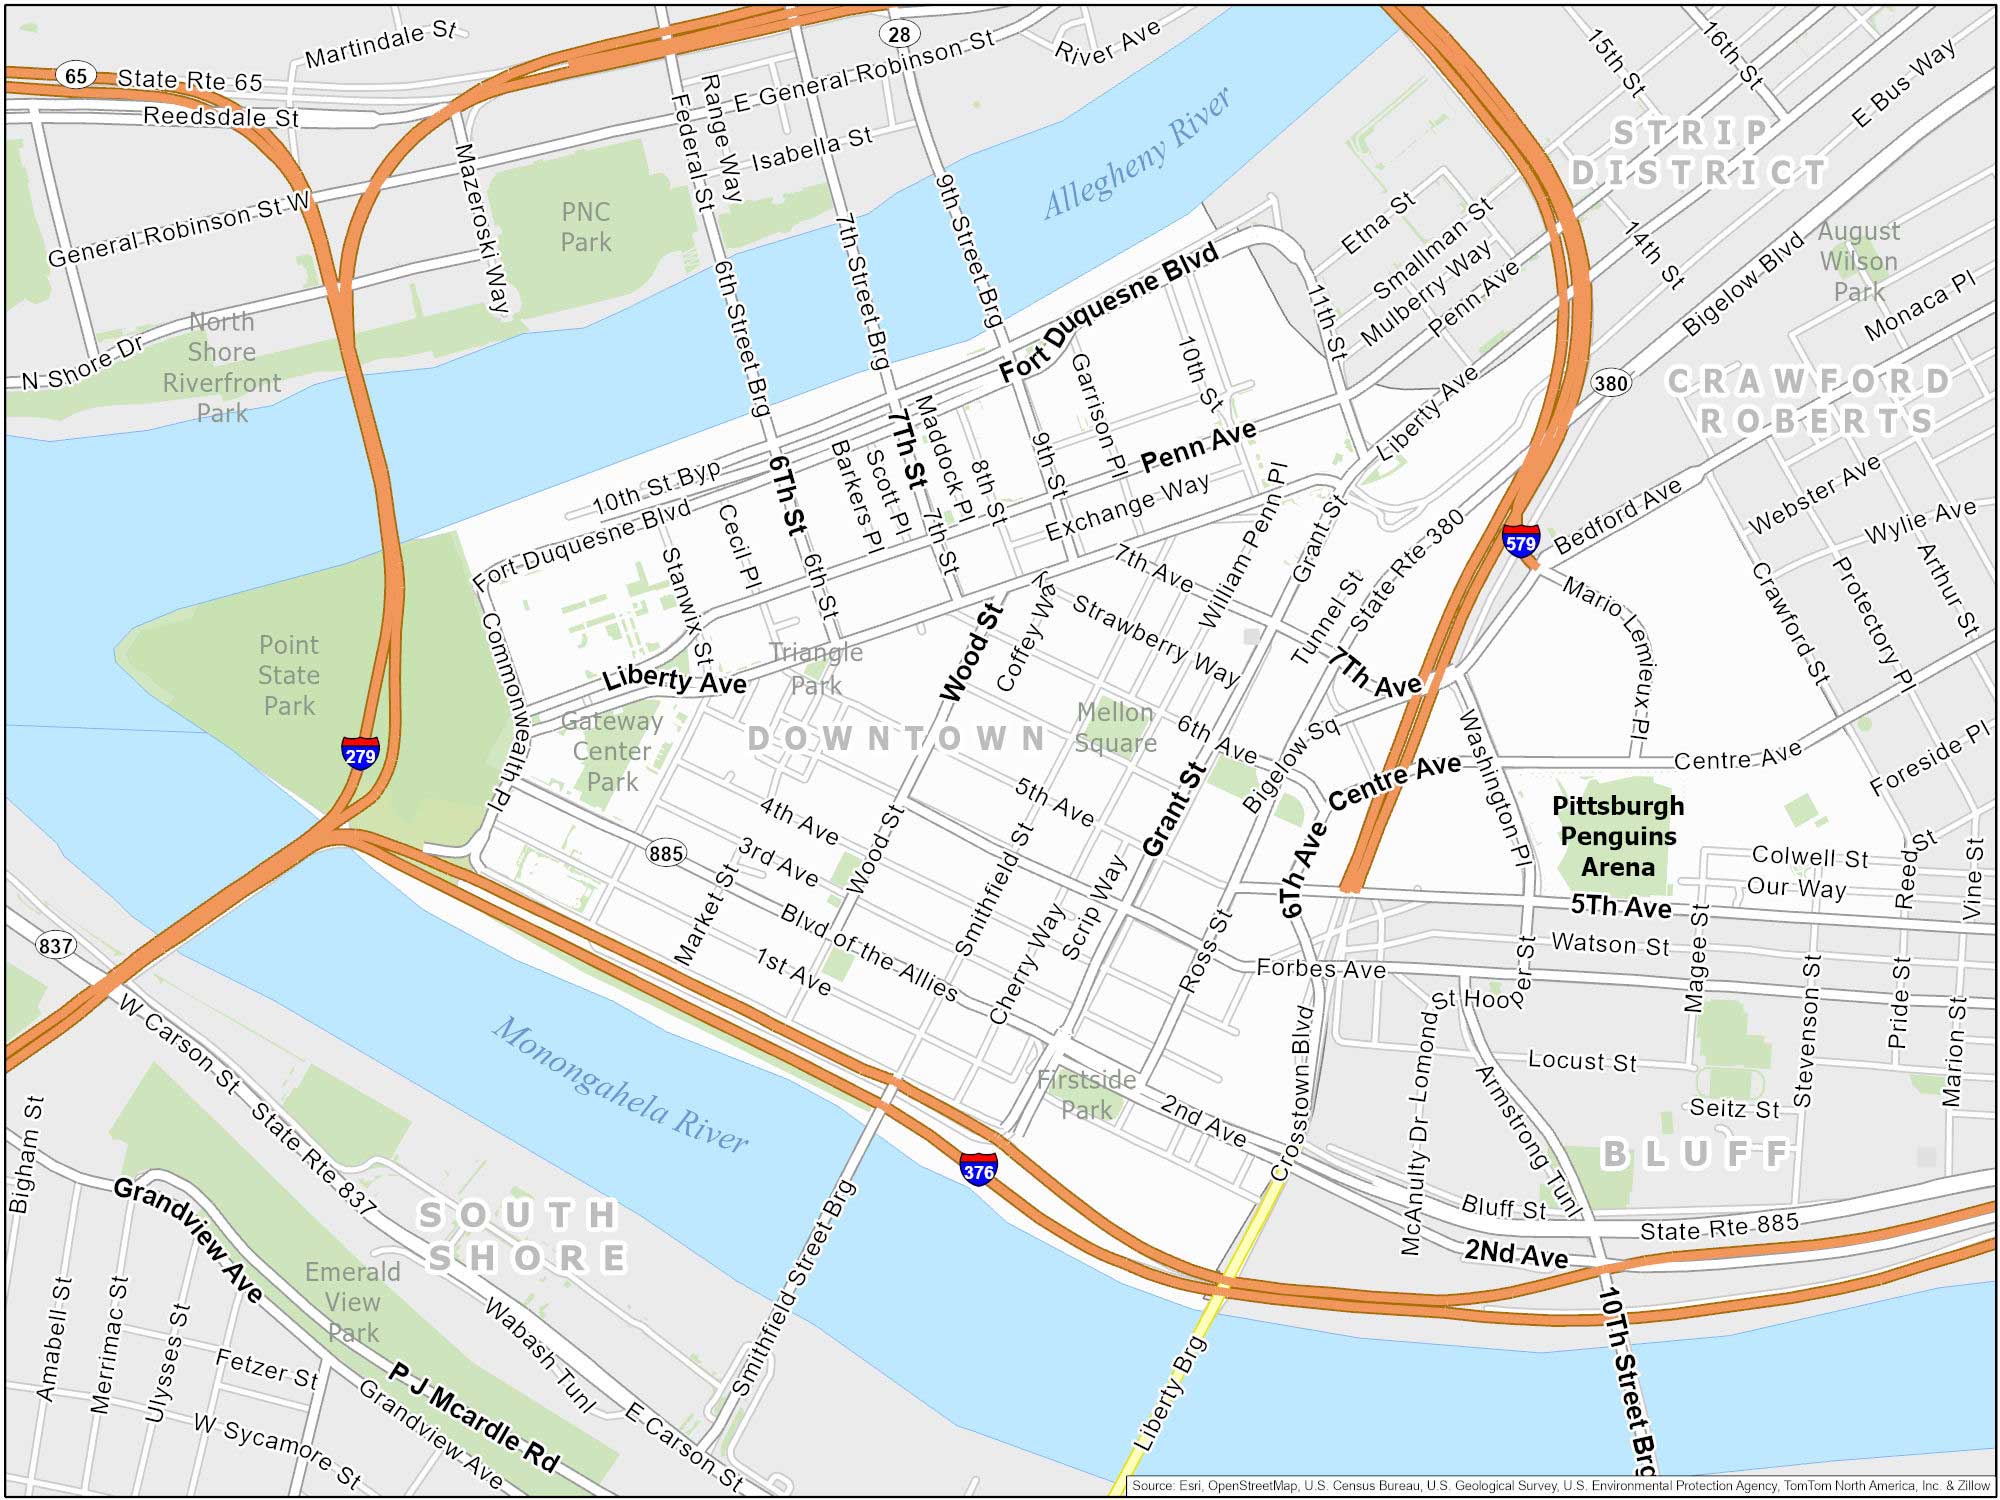 Martindale St
28
River Ave
15th St
16th St
65
State Rte 65
Reedsdale St
E General Robinson St
E Bus Way
Range Way
Federal St
Isabella St
Allegheny River
STRIP
DISTRICT
Mazeroski Way
General Robinson St W
PNC
Park
7th Street Brg
9th Street Brg
6th Street Brg
Etna St
Smallman St
Mulberry Way
Penn Ave
14th St
Bigelow Blvd
August
Wilson
Park
Monaca Pl
Fort Duquesne Blvd
11th St
North
Shore
Riverfront
Park
N Shore Dr
Garrison Pl
10th St
Liberty Ave
380
CRAWFORD
ROBERTS
10th St Byp
Fort Duquesne Blvd
6Th St
Barkers Pl
Scott Pl
7Th St
Maddock Pl
8th St
9th St
Penn Ave
Exchange Way
William Penn Pl
Grant St
State Rte 380
579
Bedford Ave
Webster Ave
Wylie Ave
Stanwix St
Cecil Pl
6th St
7th St
7th Ave
Strawberry Way
Coffey Way
Wood St
Tunnel St
7Th Ave
Mario Lemieux Pl
Crawford St
Protectory Pl
Arthur St
Point
State
Park
Commonwealth Pl
Liberty Ave
Triangle
Park
279
Gateway
Center
Park
DOWNTOWN
Mellon
Square
6th Ave
Bigelow Sq
Centre Ave
Washington Pl
Centre Ave
Foreside Pl
5th Ave
Grant St
4th Ave
3rd Ave
Wood St
885
Market St
Blvd of the Allies
1st Ave
Smithfield St
Cherry Way
Scrip Way
Ross St
6Th Ave
Pittsburgh
Penguins
Arena
5Th Ave
Colwell St
Our Way
Reed St
Vine St
Watson St
Forbes Ave
Magee St
St Hooper St
Stevenson St
Pride St
Marion St
837
W Carson St
Monongahela River
Firstside
Park
2nd Ave
Crosstown Blvd
McAnulty Dr
Lomond St
Armstrong Tunl
Locust St
Seitz St
BLUFF
376
Bluff St
State Rte 885
2Nd Ave
Bigham St
State Rte 837
Grandview Ave
SOUTH
SHORE
Emerald
View
Park
Amabell St
Merrimac St
Ulysses St
Fetzer St
W Sycamore St
Grandview Ave
P J Mcardle Rd
Wabash Tunl
E Carson St
Smithfield Street Brg
Liberty Brg
10Th Street Brg
Source: Esri, OpenStreetMap, U.S. Census Bureau, U.S. Geological Survey, U.S. Environmental Protection Agency, TomTom North America, Inc. & Zillow